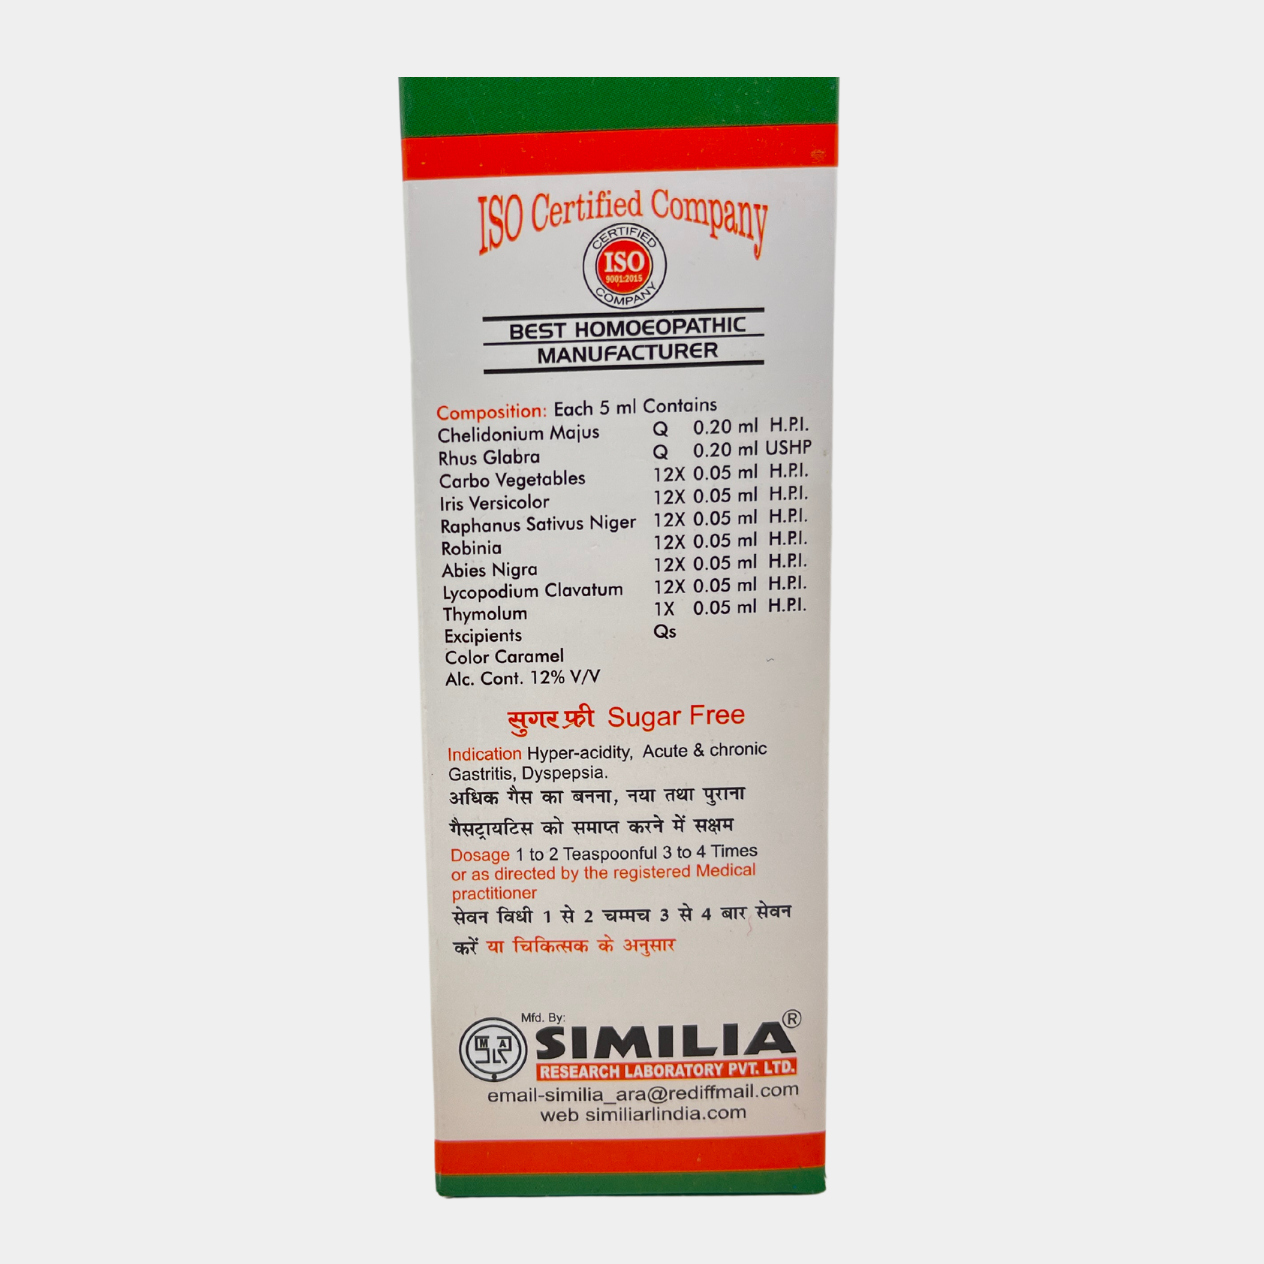 ISO Certified Company
CERTIFIED
ISO
9001:2015
COMPANY
BEST HOMOEOPATHIC
MANUFACTURER
Composition: Each 5 ml Contains
Chelidonium Majus Q 0.20 ml H.P.I.
Rhus Glabra Q 0.20 ml USHP
Carbo Vegetables 12X 0.05 ml H.P.I.
Iris Versicolor 12X 0.05 ml H.P.I.
Raphanus Sativus Niger 12X 0.05 ml H.P.I.
Robinia 12X 0.05 ml H.P.I.
Abies Nigra 12X 0.05 ml H.P.I.
Lycopodium Clavatum 12X 0.05 ml H.P.I.
Thymolum 1X 0.05 ml H.P.I.
Excipients Qs
Color Caramel
Alc. Cont. 12% V/V
सुगर फ्री Sugar Free
Indication Hyper-acidity, Acute & chronic
Gastritis, Dyspepsia.
अधिक गैस का बनना, नया तथा पुराना
गैसट्रायटिस को समाप्त करने में सक्षम
Dosage 1 to 2 Teaspoonful 3 to 4 Times
or as directed by the registered Medical
practitioner
सेवन विधी 1 से 2 चम्मच 3 से 4 बार सेवन
करें या चिकित्सक के अनुसार
Mfd. By:
SIMILIA®
RESEARCH LABORATORY PVT. LTD.
email-similia_ara@rediffmail.com
web similiarlindia.com